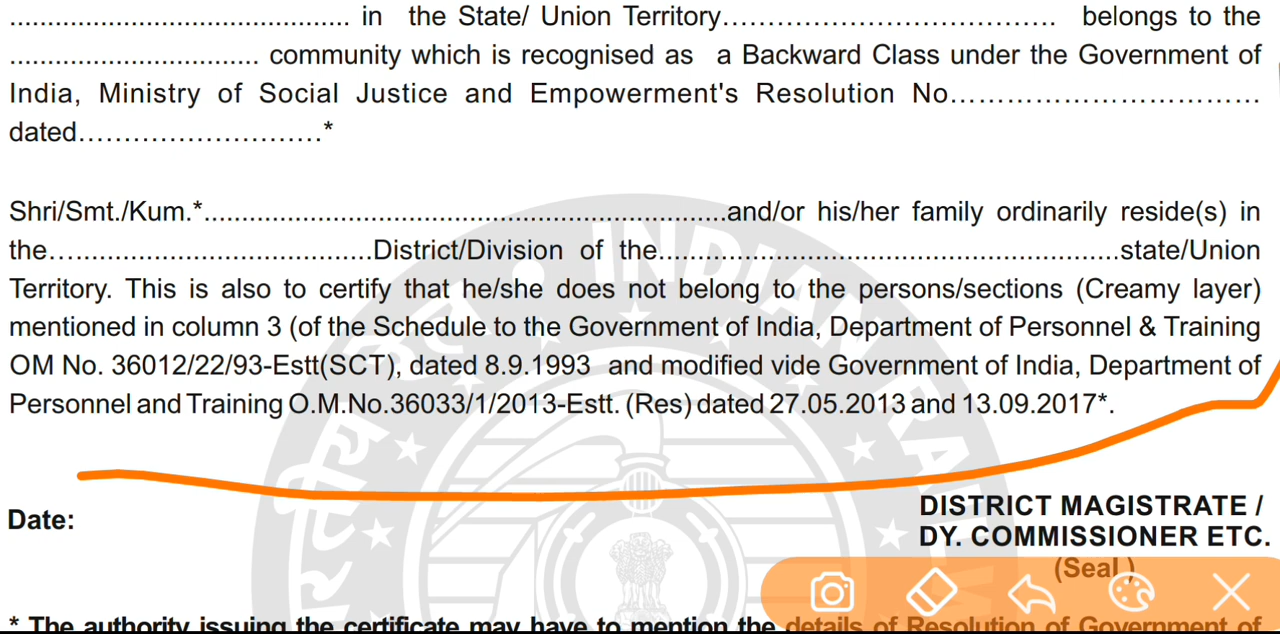 ............................................ in the State/ Union Territory.................................... belongs to the
................................ community which is recognised as a Backward Class under the Government of
India, Ministry of Social Justice and Empowerment's Resolution No.................................
dated..........................*
Shri/Smt./Kum.*....................................................................and/or his/her family ordinarily reside(s) in
the.........................................District/Division of the............................................................state/Union
Territory. This is also to certify that he/she does not belong to the persons/sections (Creamy layer)
mentioned in column 3 (of the Schedule to the Government of India, Department of Personnel & Training
OM No. 36012/22/93-Estt(SCT), dated 8.9.1993 and modified vide Government of India, Department of
Personnel and Training O.M.No.36033/1/2013-Estt. (Res) dated 27.05.2013 and 13.09.2017*.
Date:
DISTRICT MAGISTRATE /
DY. COMMISSIONER ETC.
(Seal )
* The authority issuing the certificate may have to mention the details of Resolution of Government of
INDIAN RAILWAY